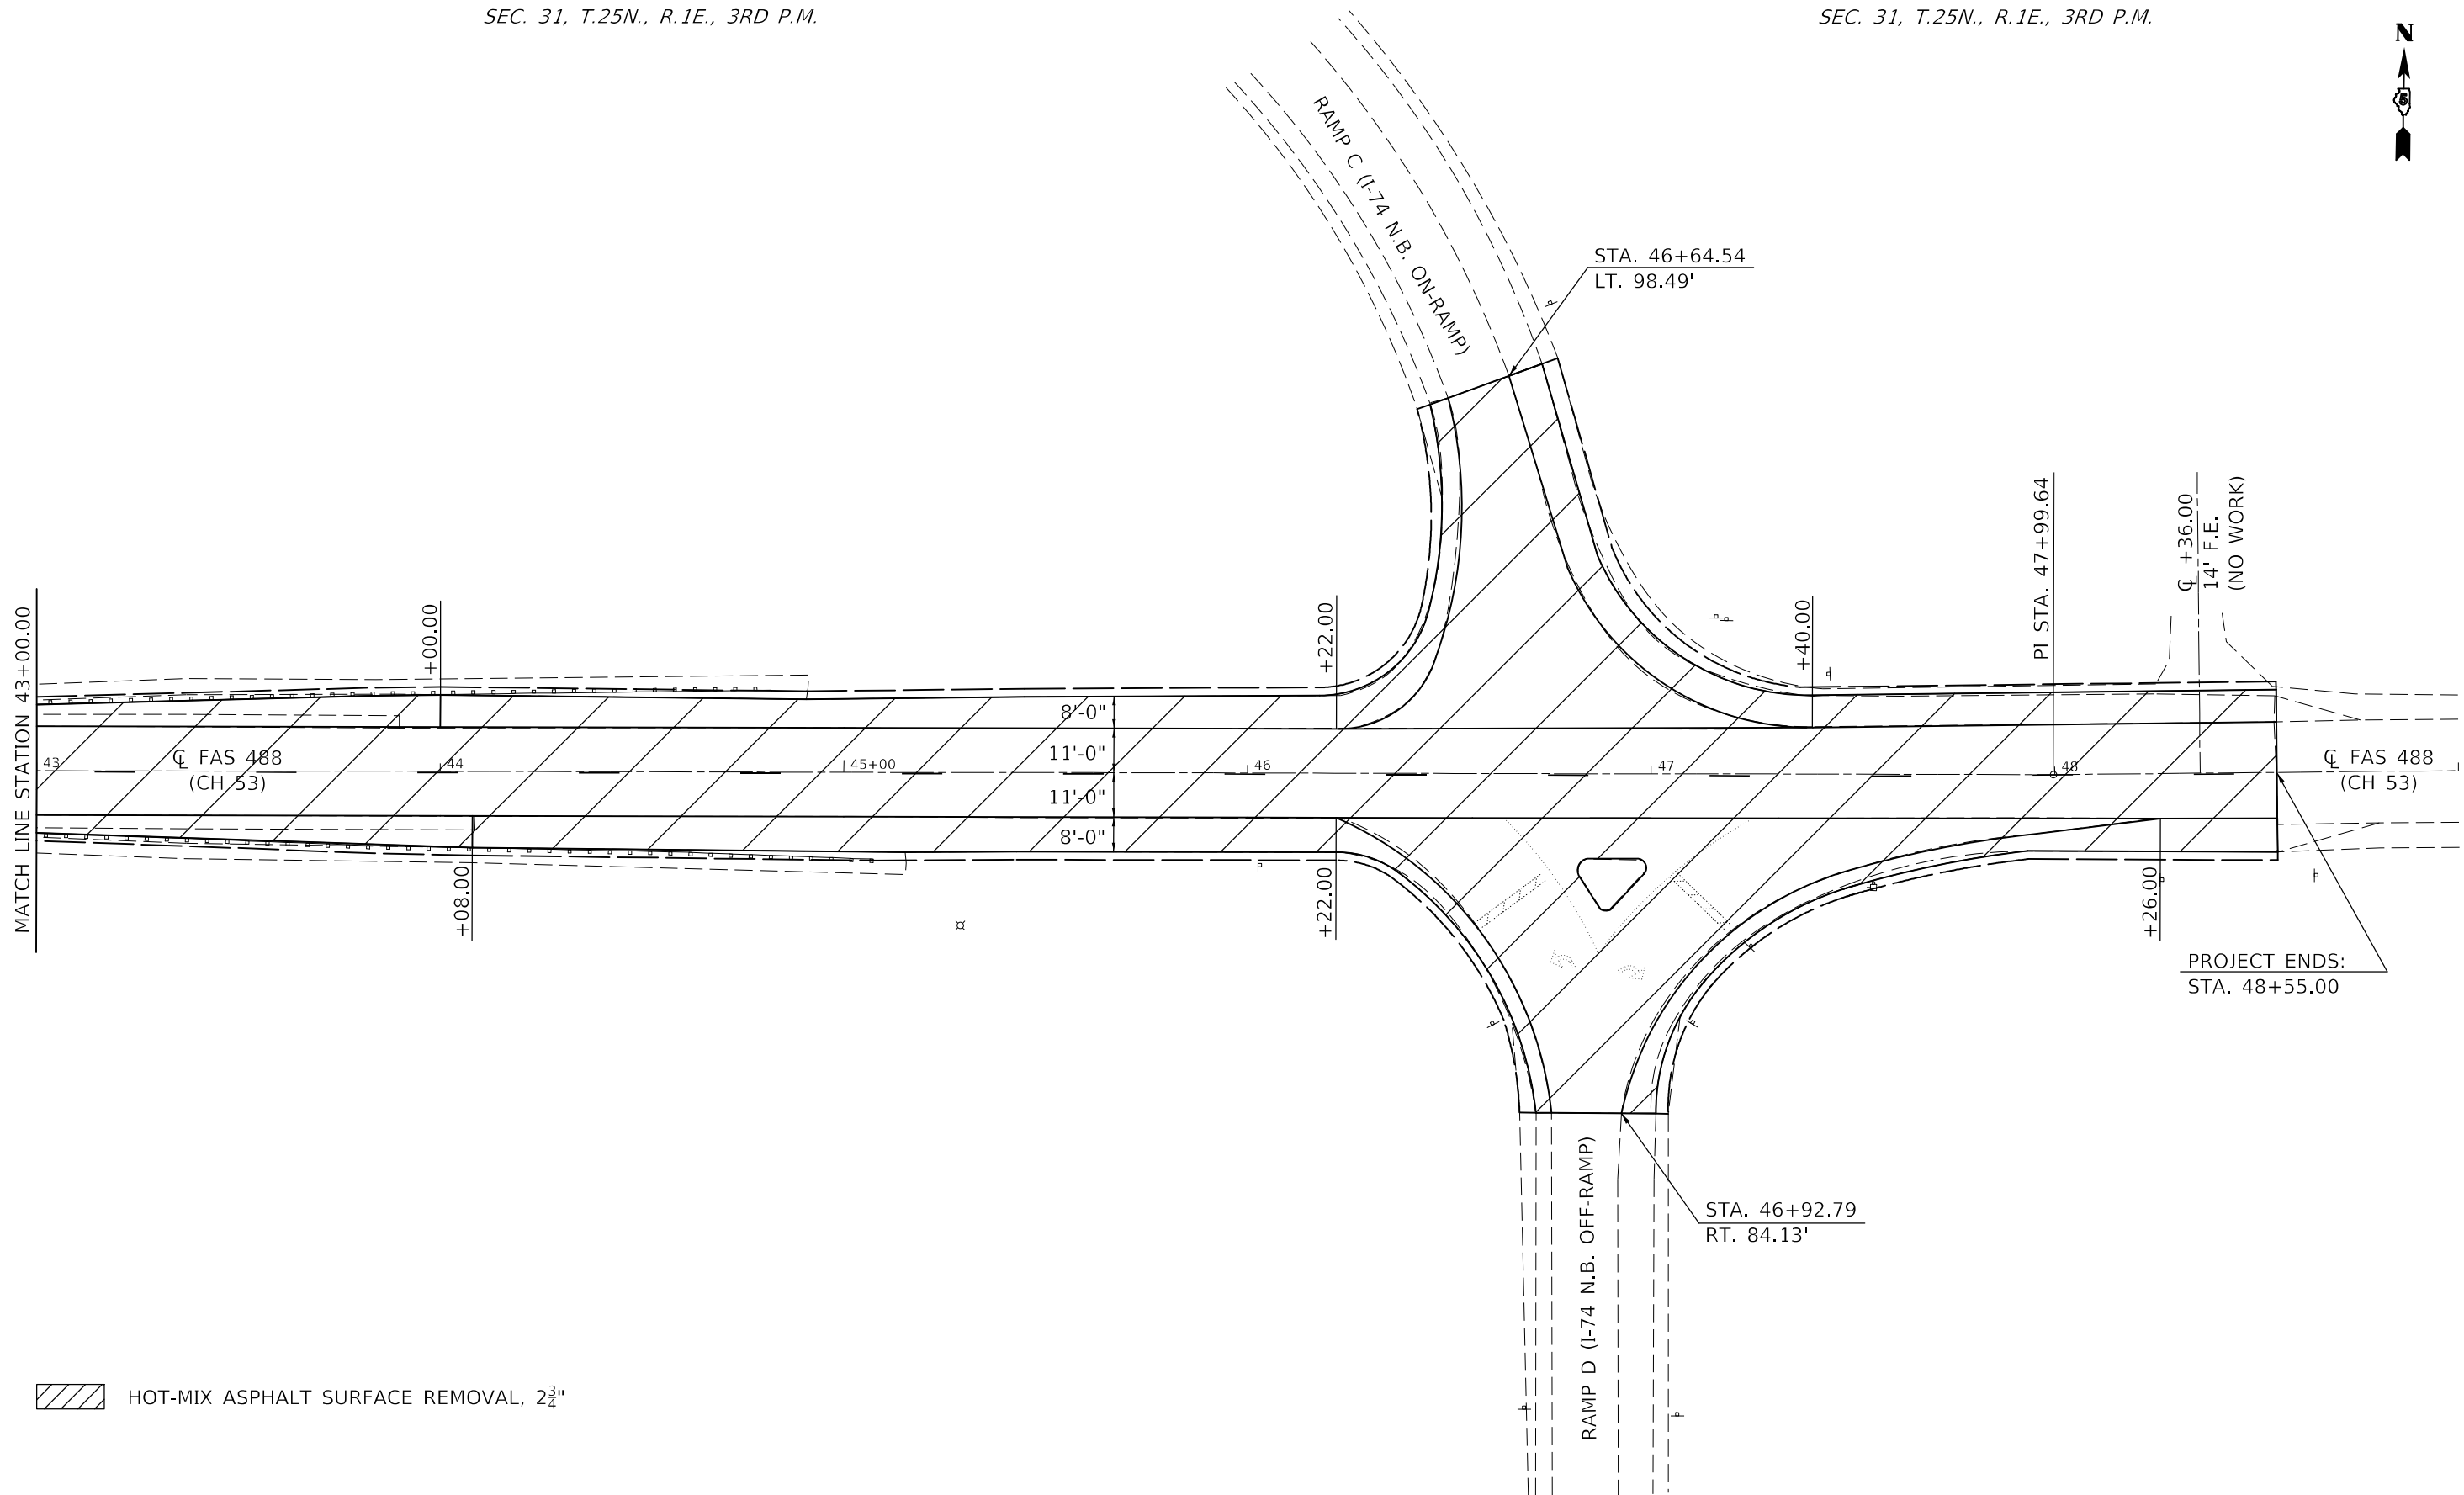 SEC. 31, T.25N., R.1E., 3RD P.M.
SEC. 31, T.25N., R.1E., 3RD P.M.
N
5
RAMP C (I-74 N.B. ON-RAMP)
STA. 46+64.54
LT. 98.49'
MATCH LINE STATION 43+00.00
+00.00
+22.00
+40.00
PI STA. 47+99.64
℄ +36.00
14' F.E.
(NO WORK)
8'-0"
11'-0"
11'-0"
8'-0"
43
℄ FAS 488
(CH 53)
44
45+00
46
47
48
℄ FAS 488
(CH 53)
+08.00
+22.00
+26.00
PROJECT ENDS:
STA. 48+55.00
RAMP D (I-74 N.B. OFF-RAMP)
STA. 46+92.79
RT. 84.13'
HOT-MIX ASPHALT SURFACE REMOVAL, 2¾"